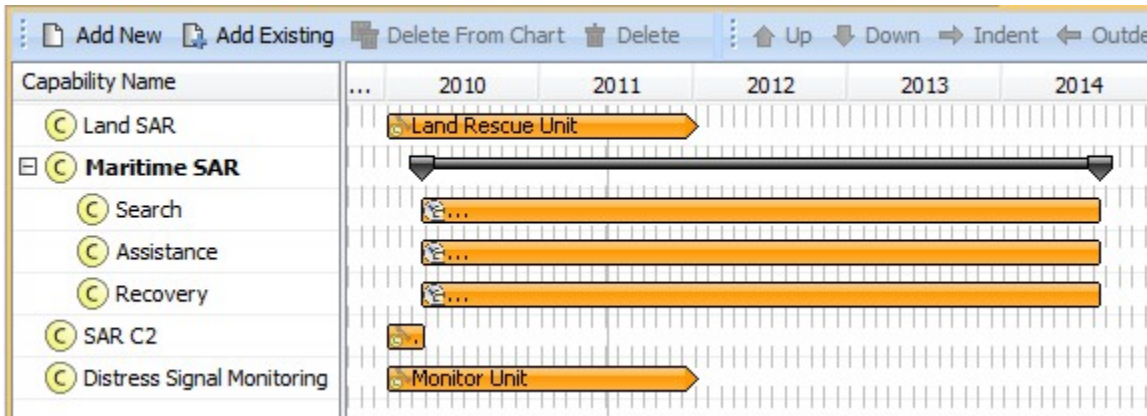 Add New Add Existing Delete From Chart Delete Up Down Indent Outde
Capability Name ... 2010 2011 2012 2013 2014
C Land SAR Land Rescue Unit
C Maritime SAR
C Search ...
C Assistance ...
C Recovery ...
C SAR C2 .
C Distress Signal Monitoring Monitor Unit